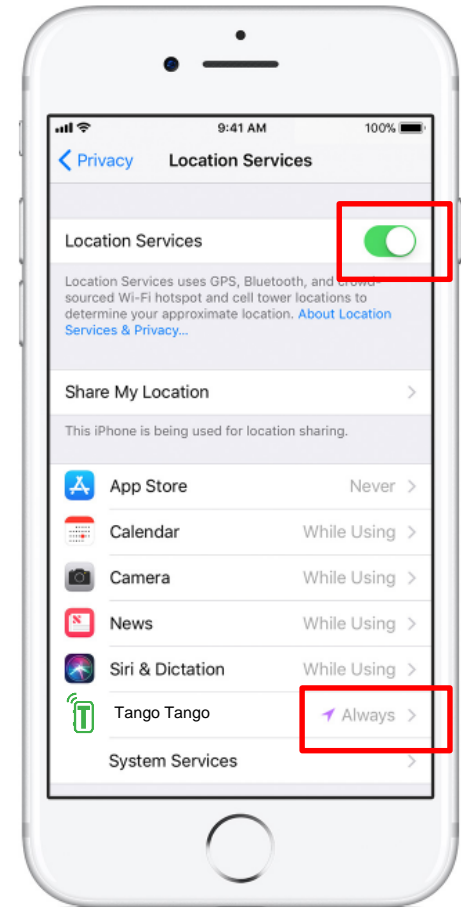 9:41 AM 100%
Privacy Location Services
Location Services
Location Services uses GPS, Bluetooth, and crowd-
sourced Wi-Fi hotspot and cell tower locations to
determine your approximate location. About Location
Services & Privacy...
Share My Location
This iPhone is being used for location sharing.
App Store Never
Calendar While Using
Camera While Using
News While Using
Siri & Dictation While Using
T Tango Tango Always
System Services